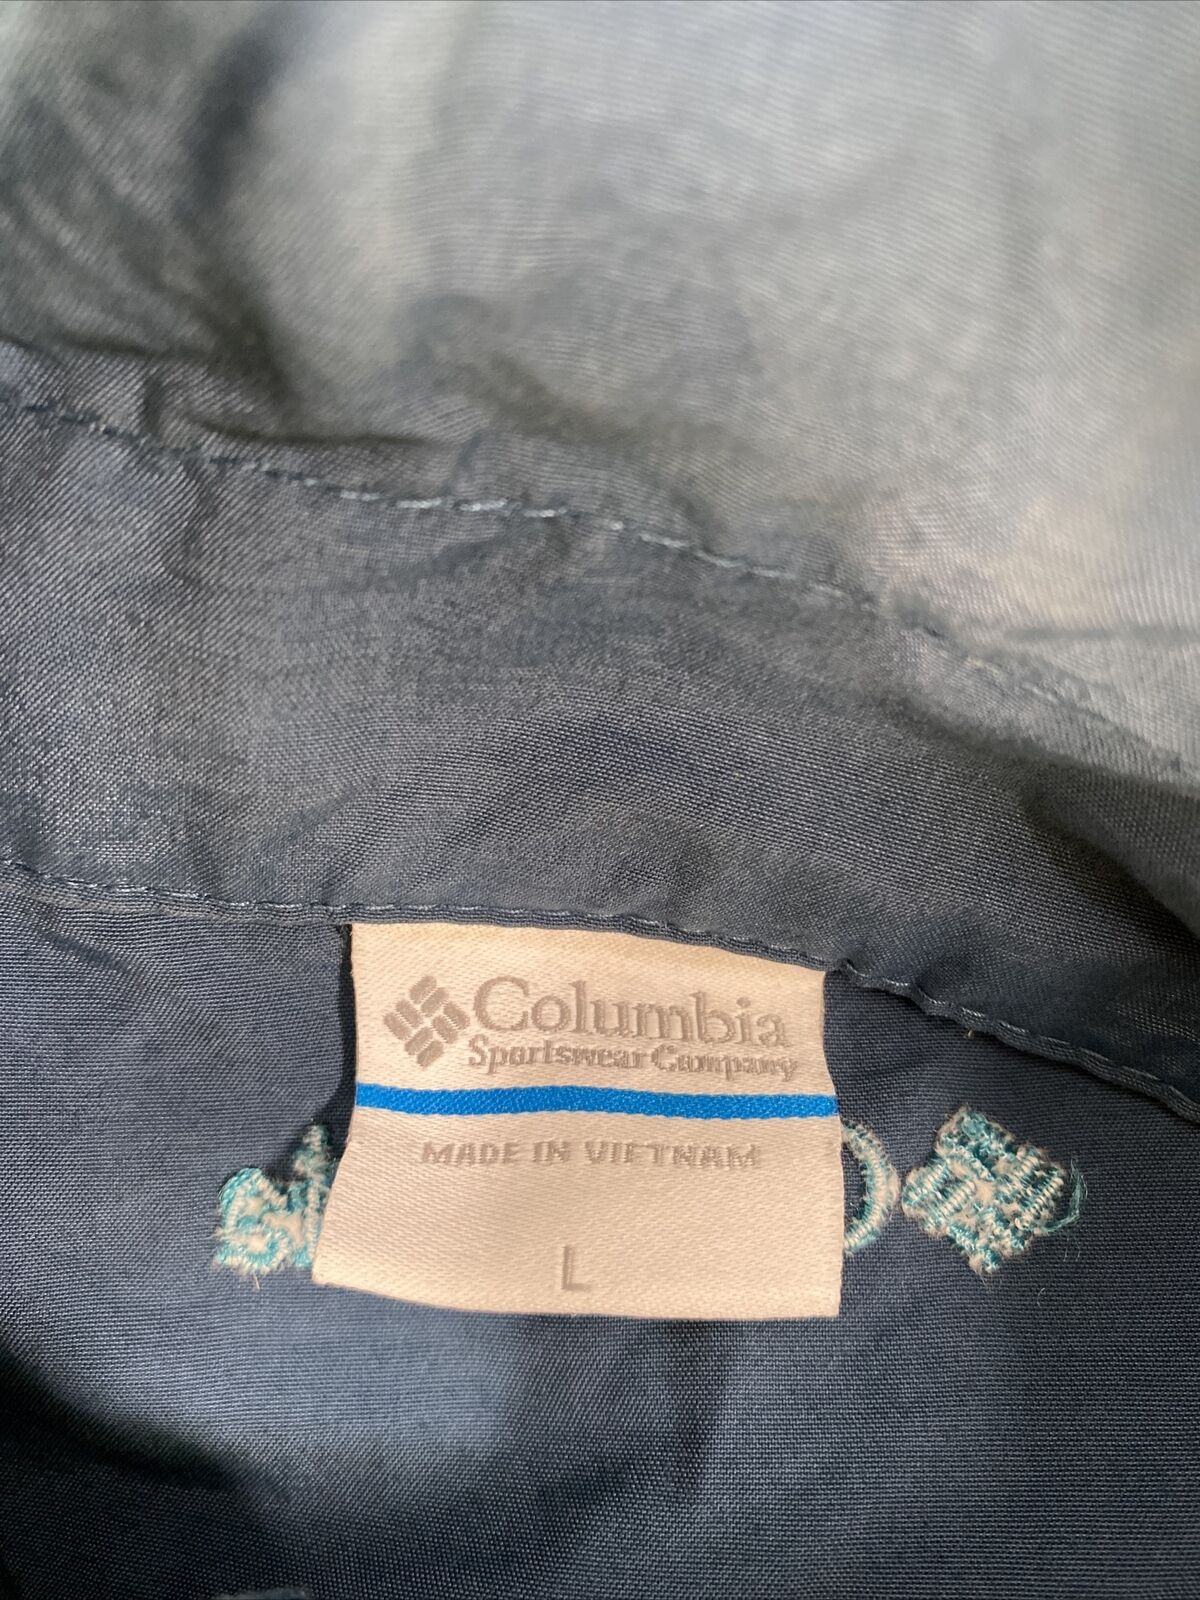 Columbia
Sportswear Company
MADE IN VIETNAM
L